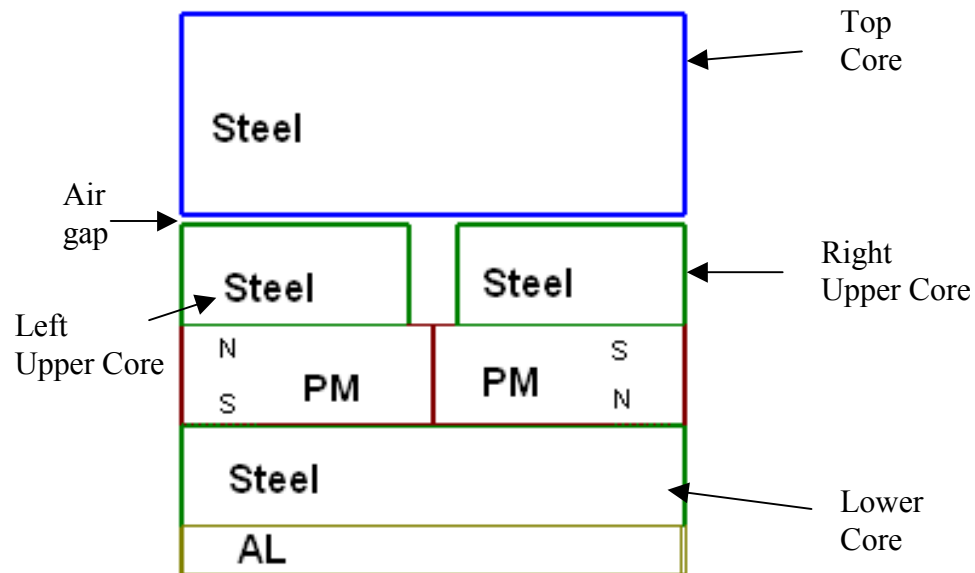 Top
Core
Steel
Air
gap
Steel
Steel
Right
Upper Core
Left
Upper Core
N
S
PM
PM
S
N
Steel
Lower
Core
AL